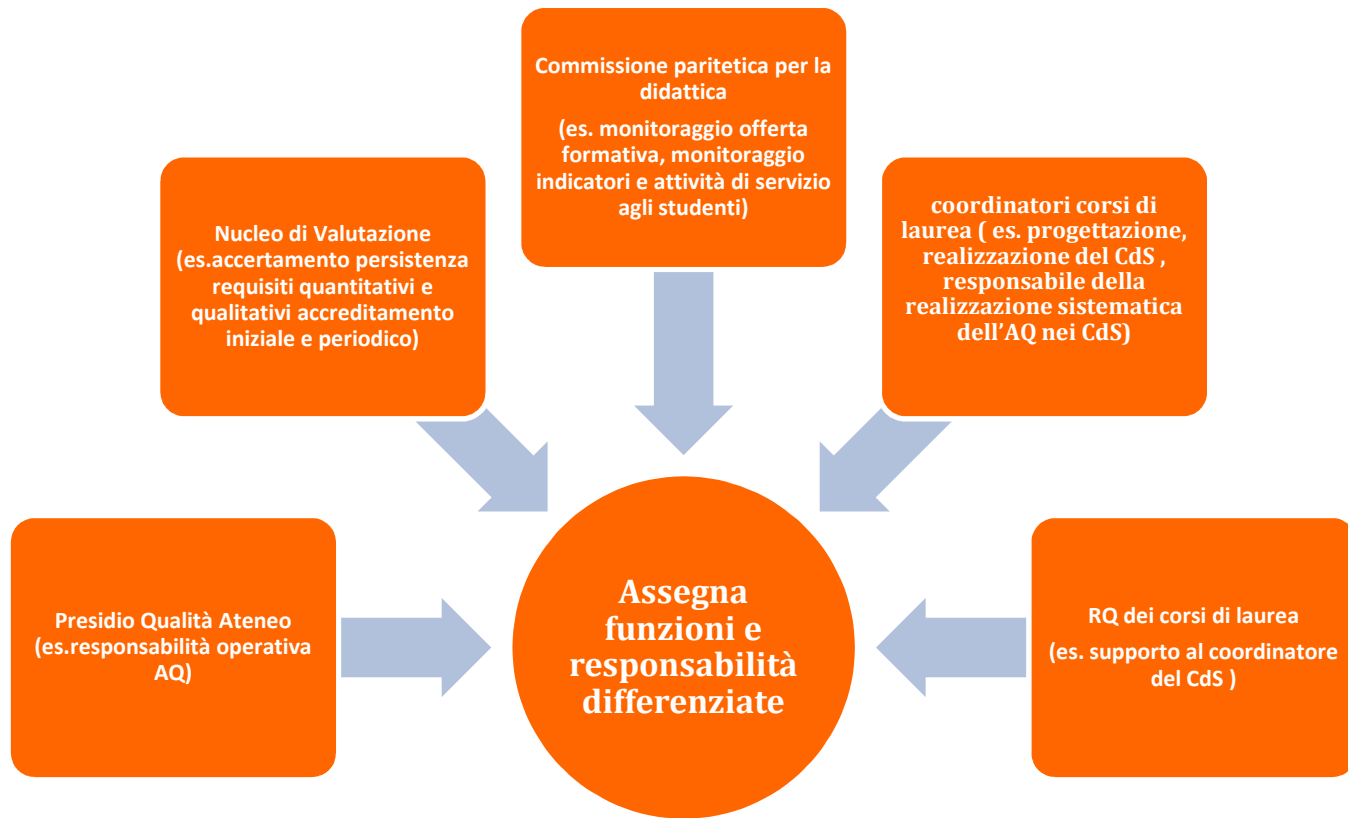 Commissione paritetica per la
didattica
(es. monitoraggio offerta
formativa, monitoraggio
indicatori e attività di servizio
agli studenti)
Nucleo di Valutazione
(es.accertamento persistenza
requisiti quantitativi e
qualitativi accreditamento
iniziale e periodico)
coordinatori corsi di
laurea ( es. progettazione,
realizzazione del CdS ,
responsabile della
realizzazione sistematica
dell’AQ nei CdS)
Presidio Qualità Ateneo
(es.responsabilità operativa
AQ)
Assegna
funzioni e
responsabilità
differenziate
RQ dei corsi di laurea
(es. supporto al coordinatore
del CdS )